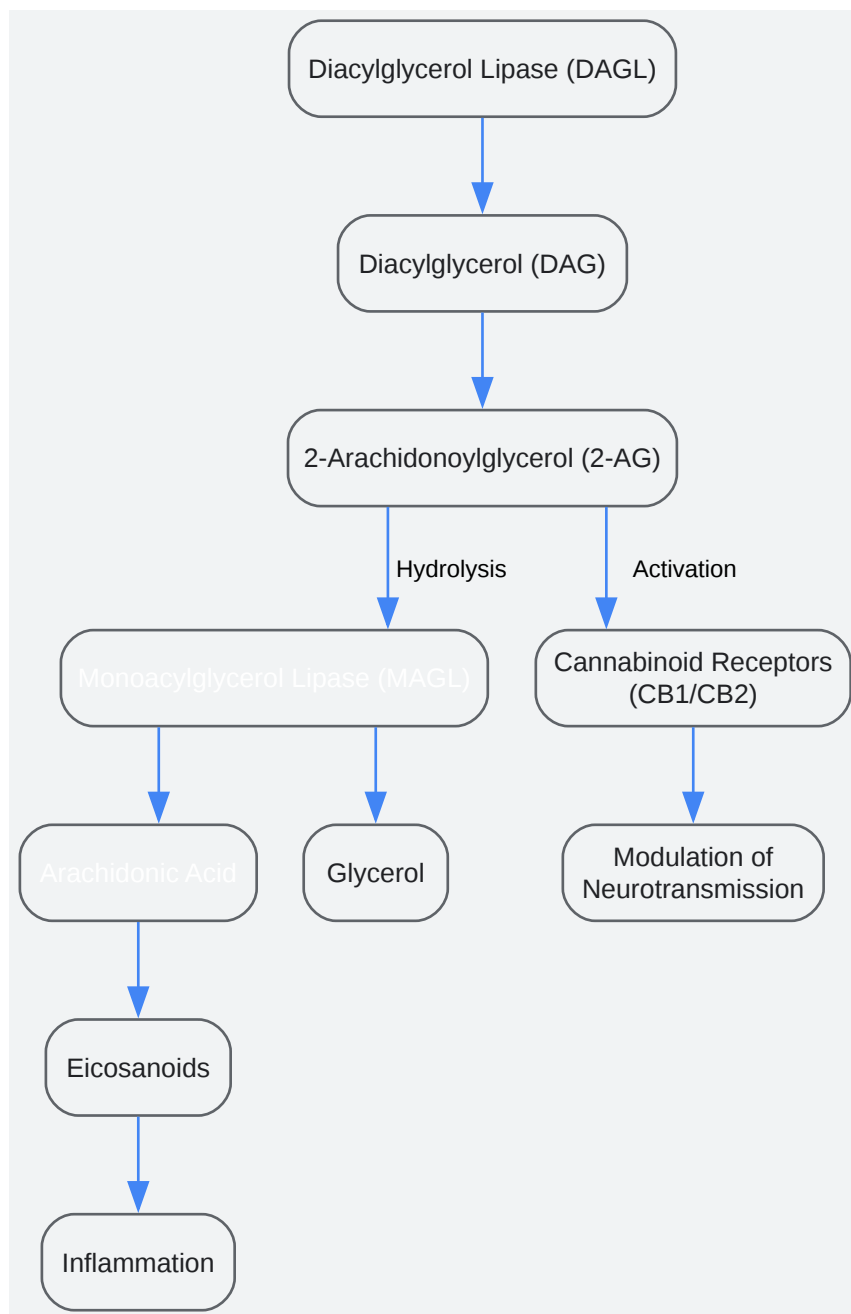 Diacylglycerol Lipase (DAGL)
Diacylglycerol (DAG)
2-Arachidonoylglycerol (2-AG)
Hydrolysis
Activation
Monoacylglycerol Lipase (MAGL)
Cannabinoid Receptors
(CB1/CB2)
Arachidonic Acid
Glycerol
Modulation of
Neurotransmission
Eicosanoids
Inflammation